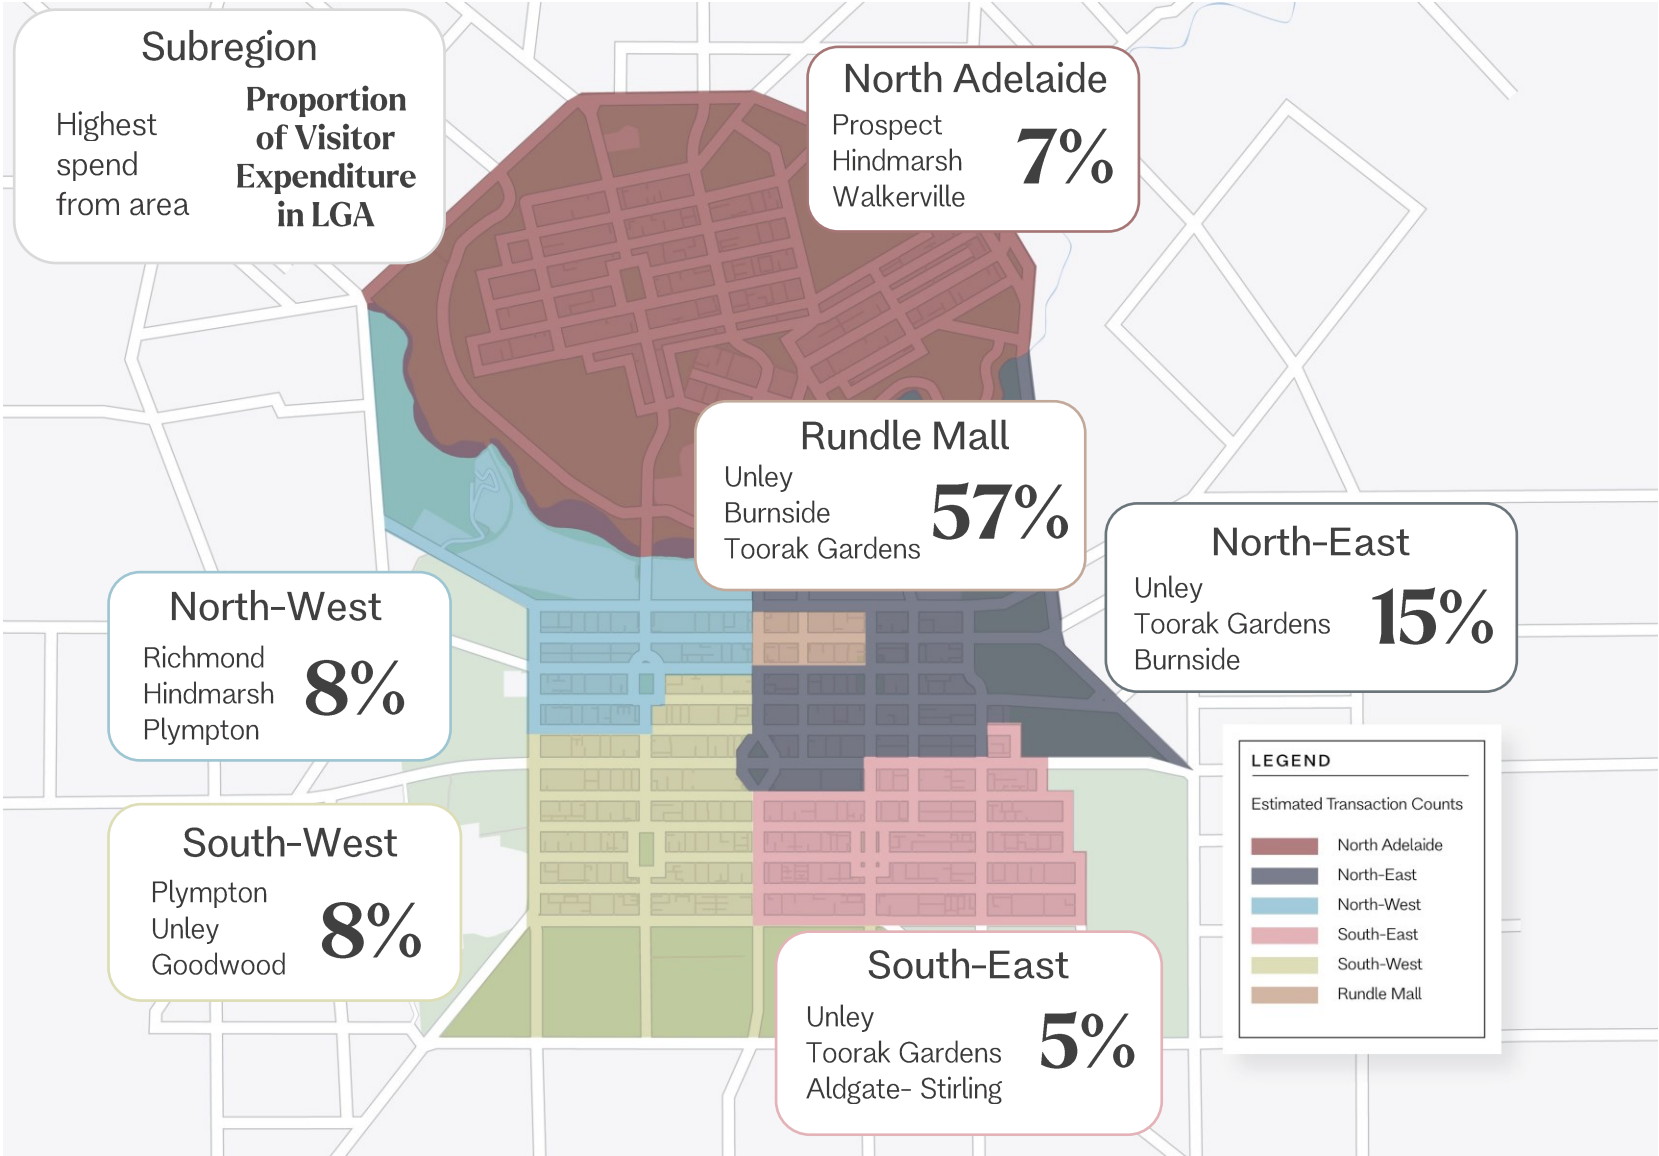 Subregion
Highest
spend
from area
Proportion
of Visitor
Expenditure
in LGA
North Adelaide
Prospect
Hindmarsh
Walkerville
7%
Rundle Mall
Unley
Burnside
Toorak Gardens
57%
North-East
Unley
Toorak Gardens
Burnside
15%
North-West
Richmond
Hindmarsh
Plympton
8%
South-West
Plympton
Unley
Goodwood
8%
South-East
Unley
Toorak Gardens
Aldgate- Stirling
5%
LEGEND
Estimated Transaction Counts
North Adelaide
North-East
North-West
South-East
South-West
Rundle Mall